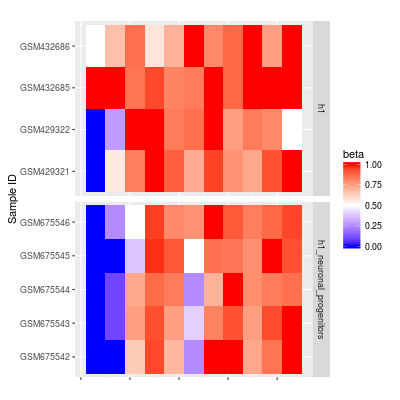 GSM432686
GSM432685
GSM429322
GSM429321
h1
GSM675546
GSM675545
GSM675544
GSM675543
GSM675542
h1_neuronal_progenitors
Sample ID
beta
1.00
0.75
0.50
0.25
0.00